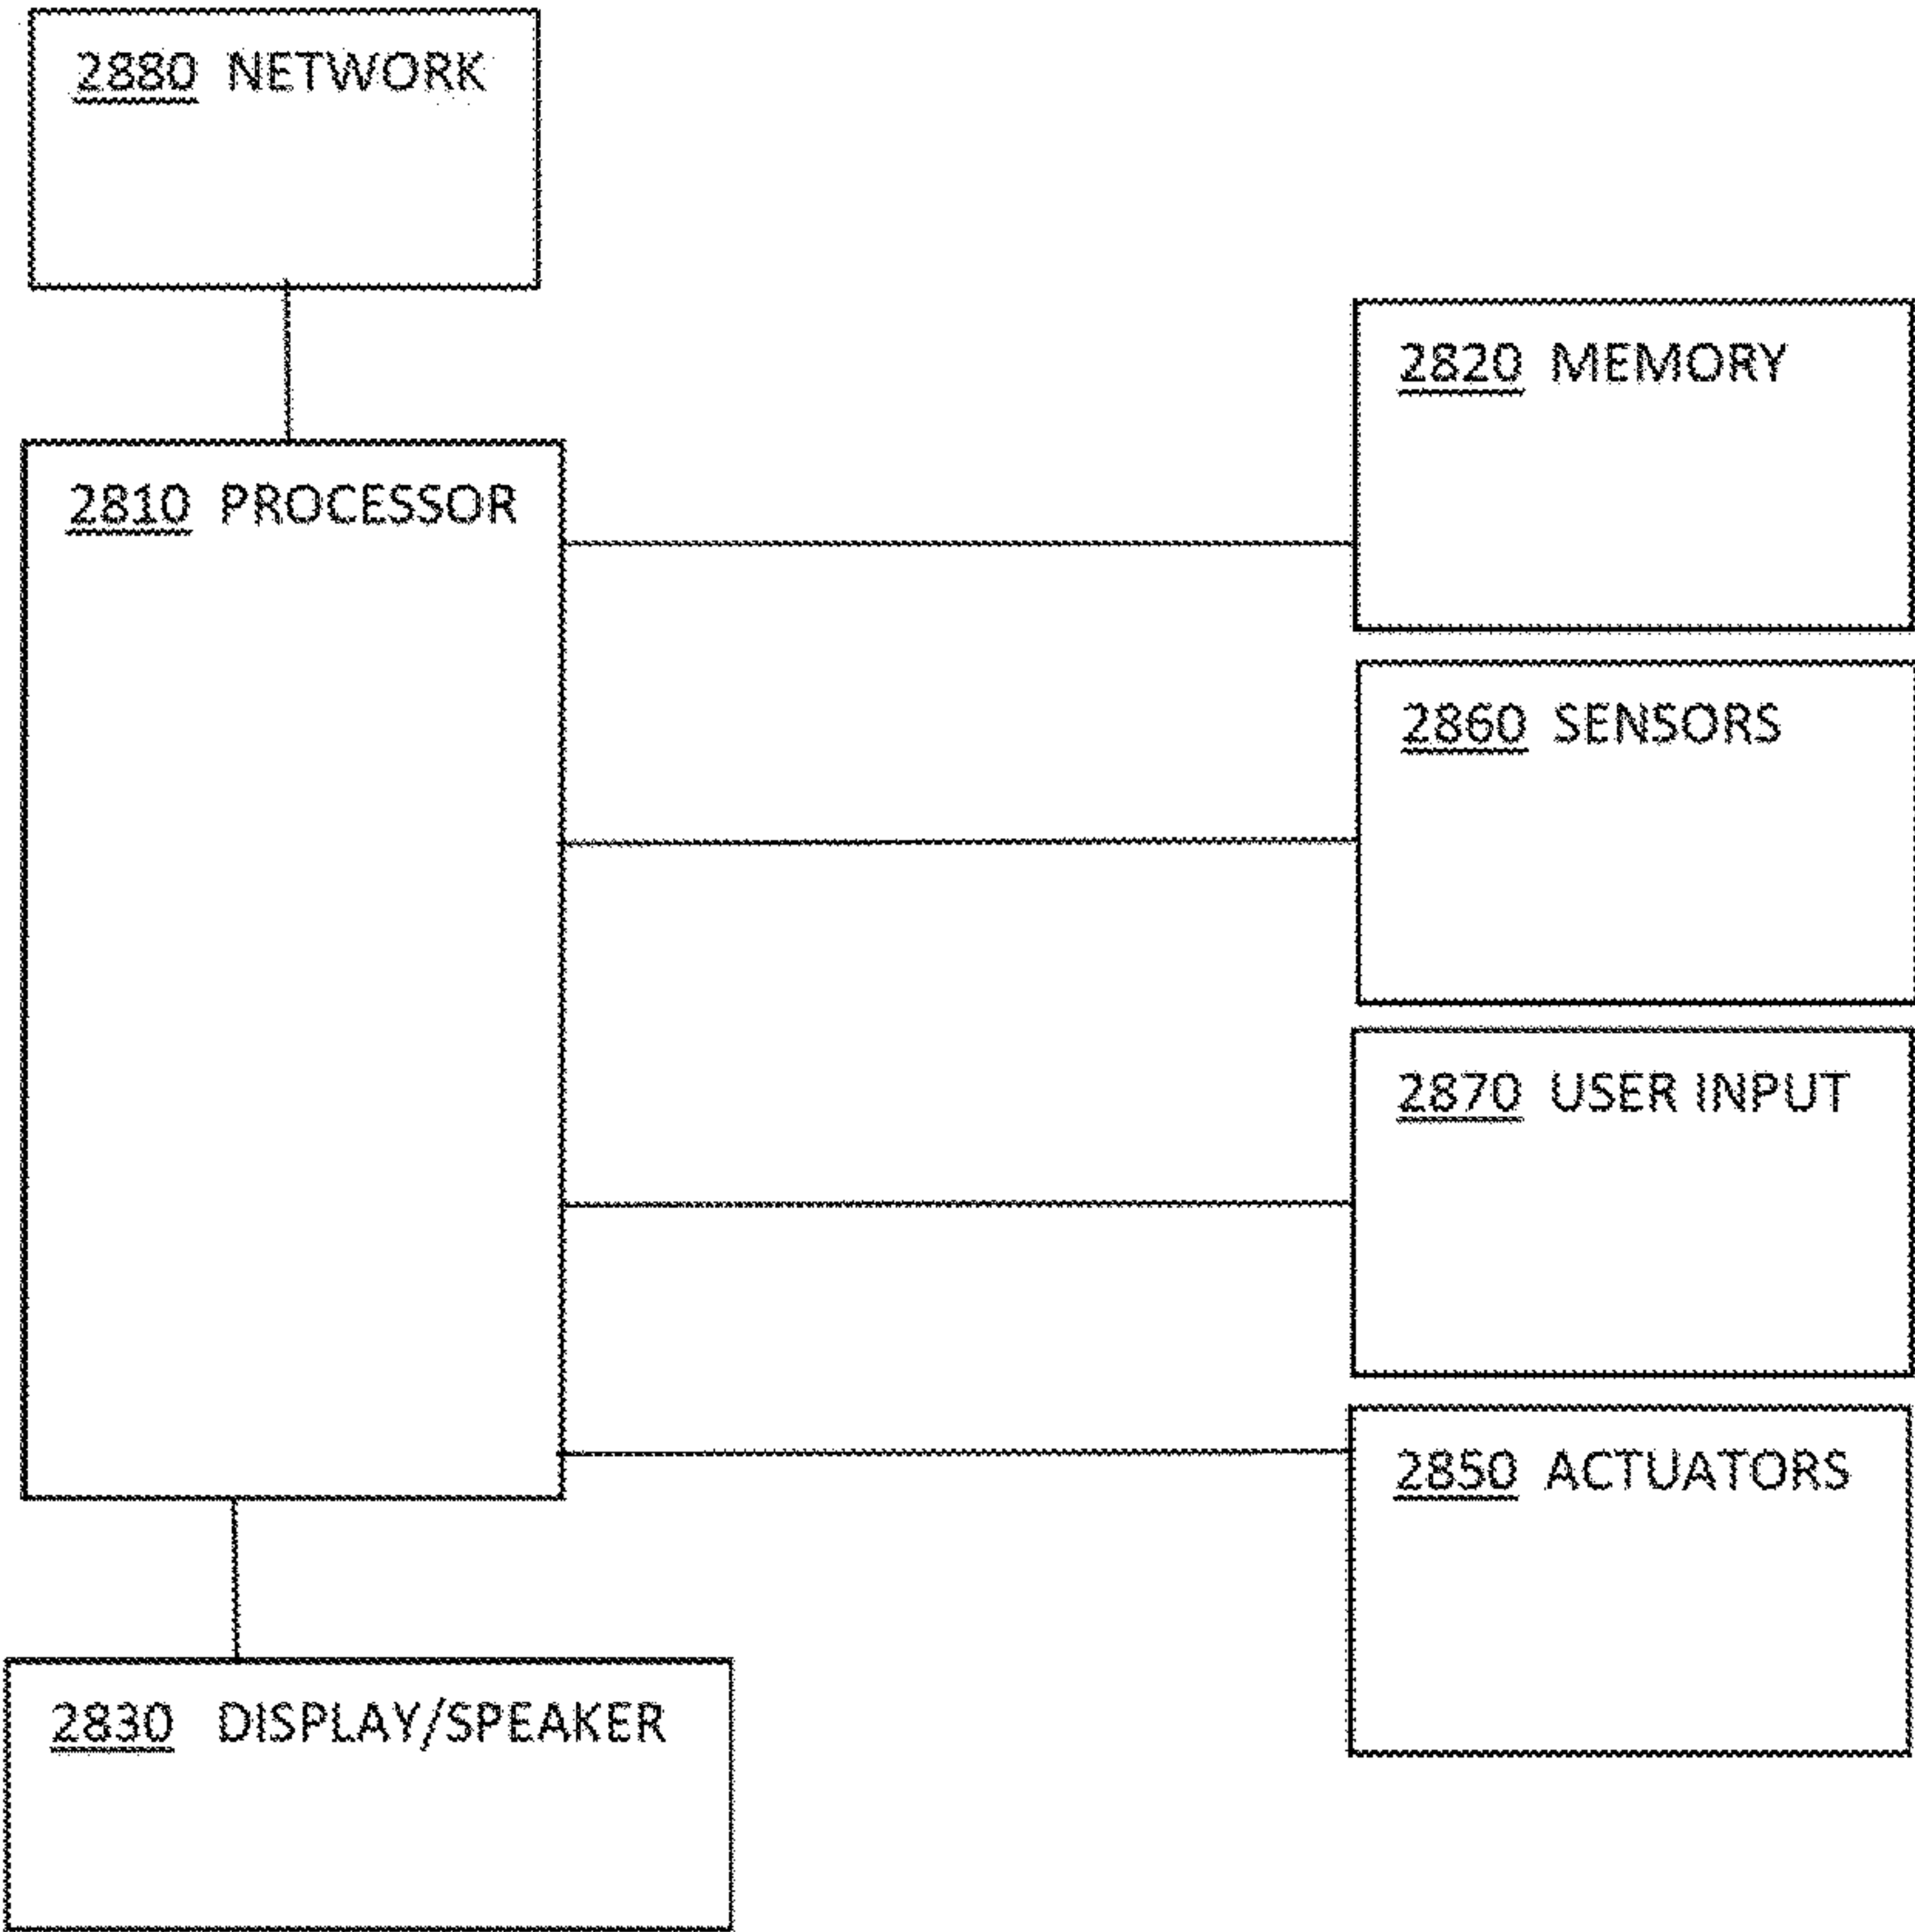 2880 NETWORK
2820 MEMORY
2810 PROCESSOR
2860 SENSORS
2870 USER INPUT
2850 ACTUATORS
2830 DISPLAY/SPEAKER